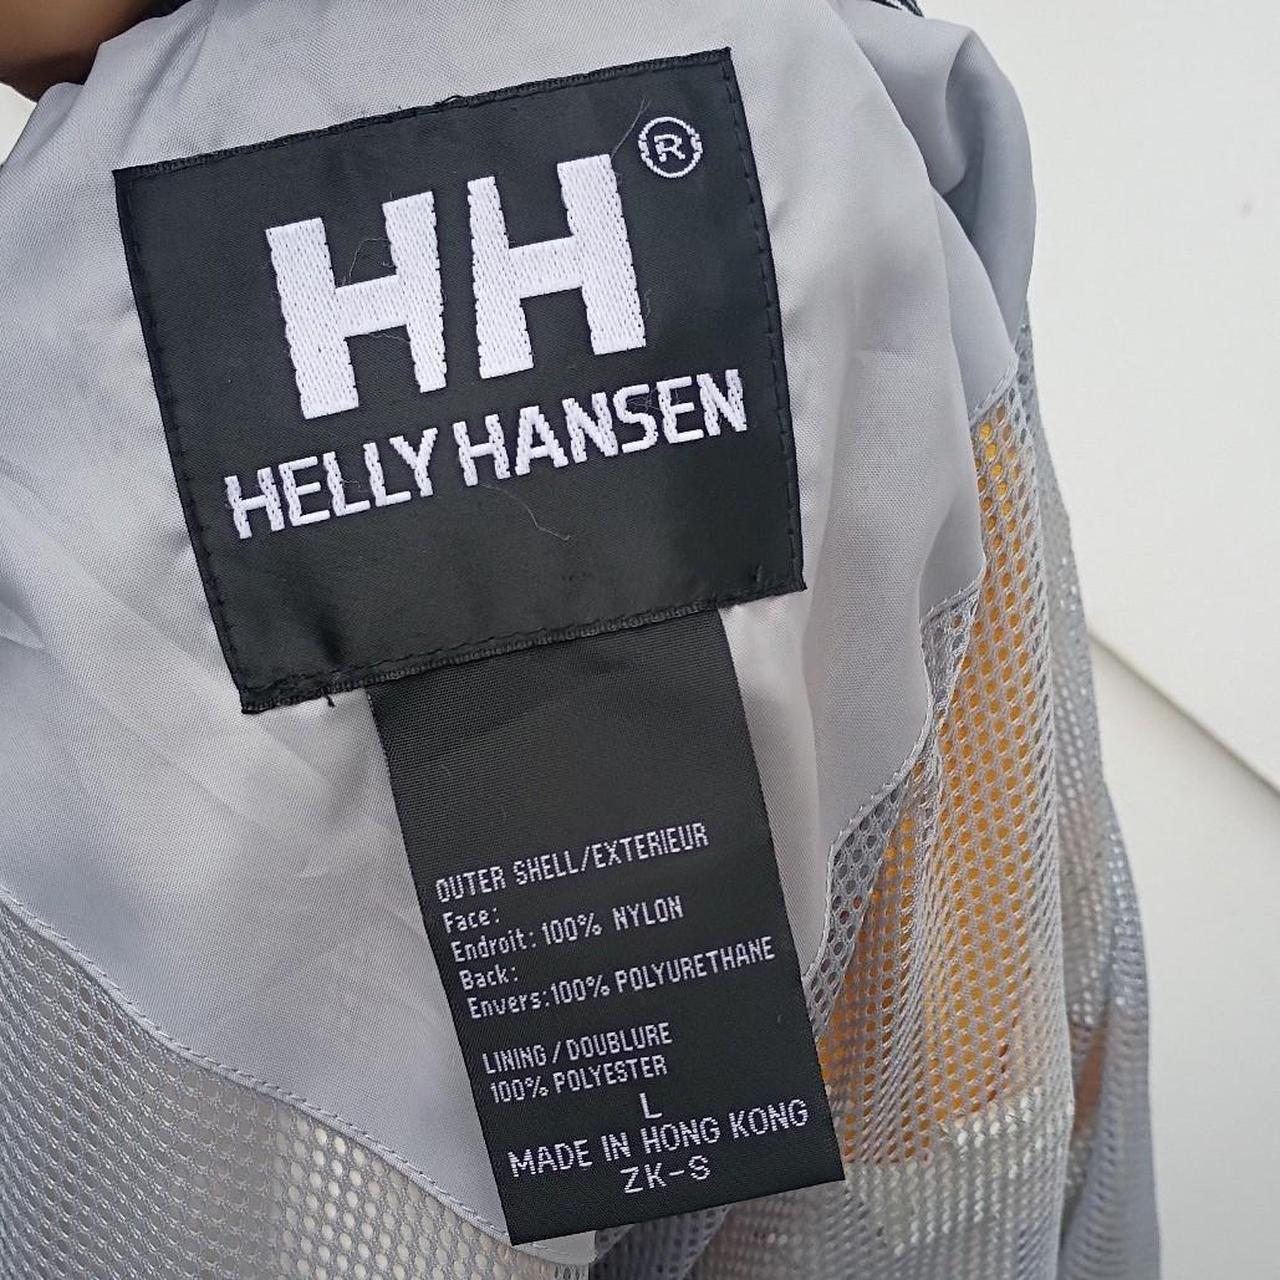 HH®
HELLY HANSEN
OUTER SHELL/EXTERIEUR
Face:
Endroit: 100% NYLON
Back:
Envers: 100% POLYURETHANE
LINING / DOUBLURE
100% POLYESTER
L
MADE IN HONG KONG
ZK-S